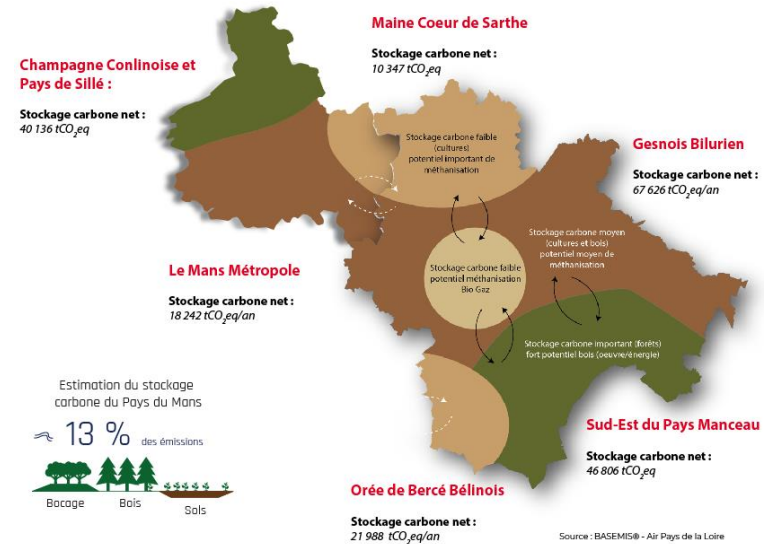 Maine Coeur de Sarthe
Stockage carbone net :
10 347 tCO₂eq
Champagne Conlinoise et
Pays de Sillé :
Stockage carbone net :
40 136 tCO₂eq
Stockage carbone faible
(cultures)
potentiel important de
méthanisation
Gesnois Bilurien
Stockage carbone net :
67 626 tCO₂eq/an
Stockage carbone moyen
(cultures et bois)
potentiel moyen de
méthanisation
Le Mans Métropole
Stockage carbone net :
18 242 tCO₂eq/an
Stockage carbone faible
potentiel méthanisation
Bio Gaz
Stockage carbone important (forêts)
fort potentiel bois (oeuvre/énergie)
Estimation du stockage
carbone du Pays du Mans
≈ 13 % des émissions
Bocage Bois Sols
Sud-Est du Pays Manceau
Stockage carbone net :
46 806 tCO₂eq
Orée de Bercé Bélinois
Stockage carbone net :
21 988 tCO₂eq/an
Source : BASEMIS® - Air Pays de la Loire